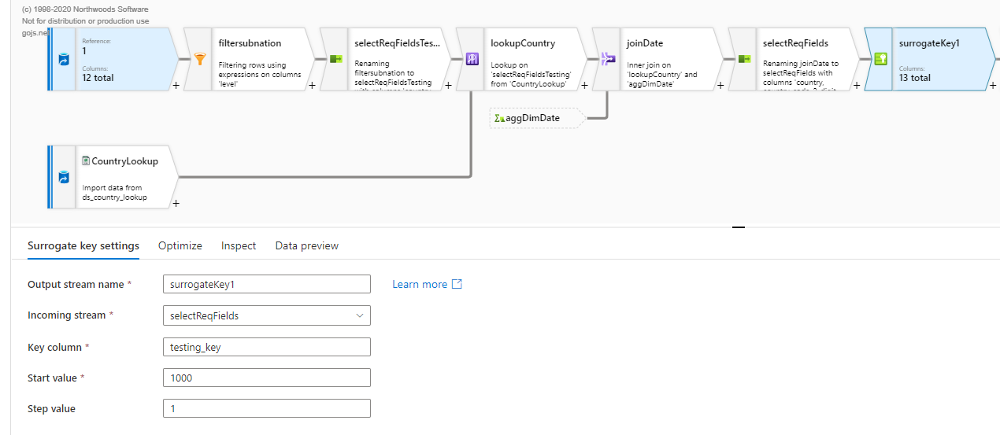 (c) 1998-2020 Northwoods Software
Not for distribution or production use
gojs.ne
Reference:
1
Columns:
12 total
+
filtersubnation
Filtering rows using
expressions on columns
'level'
+
selectReqFieldsTes...
Renaming
filtersubnation to
selectReqFieldsTesting
with columns 'country
+
lookupCountry
Lookup on
'selectReqFieldsTesting'
from 'CountryLookup'
+
joinDate
Inner join on
'lookupCountry' and
'aggDimDate'
+
selectReqFields
Renaming joinDate to
selectReqFields with
columns 'country,
country_code_2_digit
+
surrogateKey1
Columns:
13 total
+
Σ aggDimDate
CountryLookup
Import data from
ds_country_lookup
+
Surrogate key settings Optimize Inspect Data preview
Output stream name * surrogateKey1 Learn more
Incoming stream * selectReqFields
Key column * testing_key
Start value * 1000
Step value 1